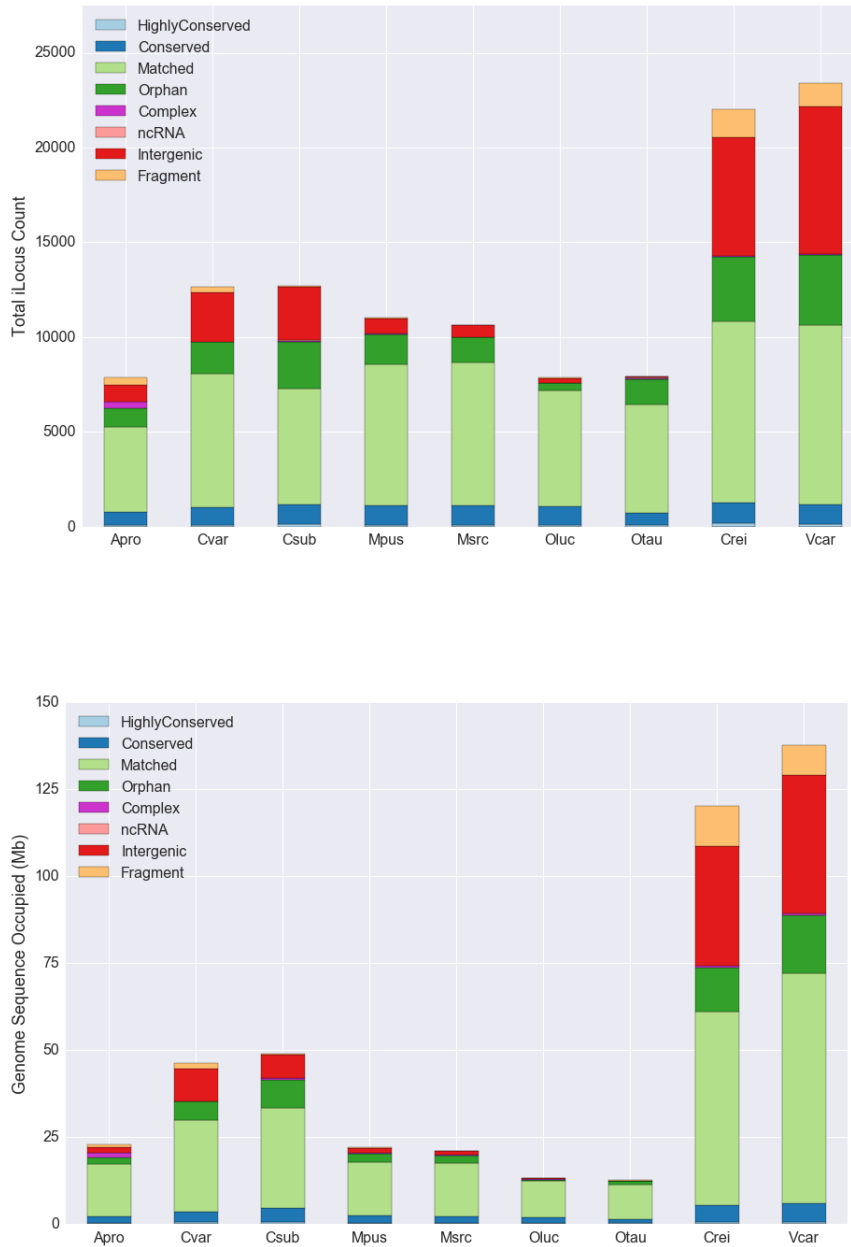 HighlyConserved
Conserved
Matched
Orphan
Complex
ncRNA
Intergenic
Fragment
25000
20000
15000
10000
5000
0
Total iLocus Count
Apro Cvar Csub Mpus Msrc Oluc Otau Crei Vcar
HighlyConserved
Conserved
Matched
Orphan
Complex
ncRNA
Intergenic
Fragment
150
125
100
75
50
25
0
Genome Sequence Occupied (Mb)
Apro Cvar Csub Mpus Msrc Oluc Otau Crei Vcar